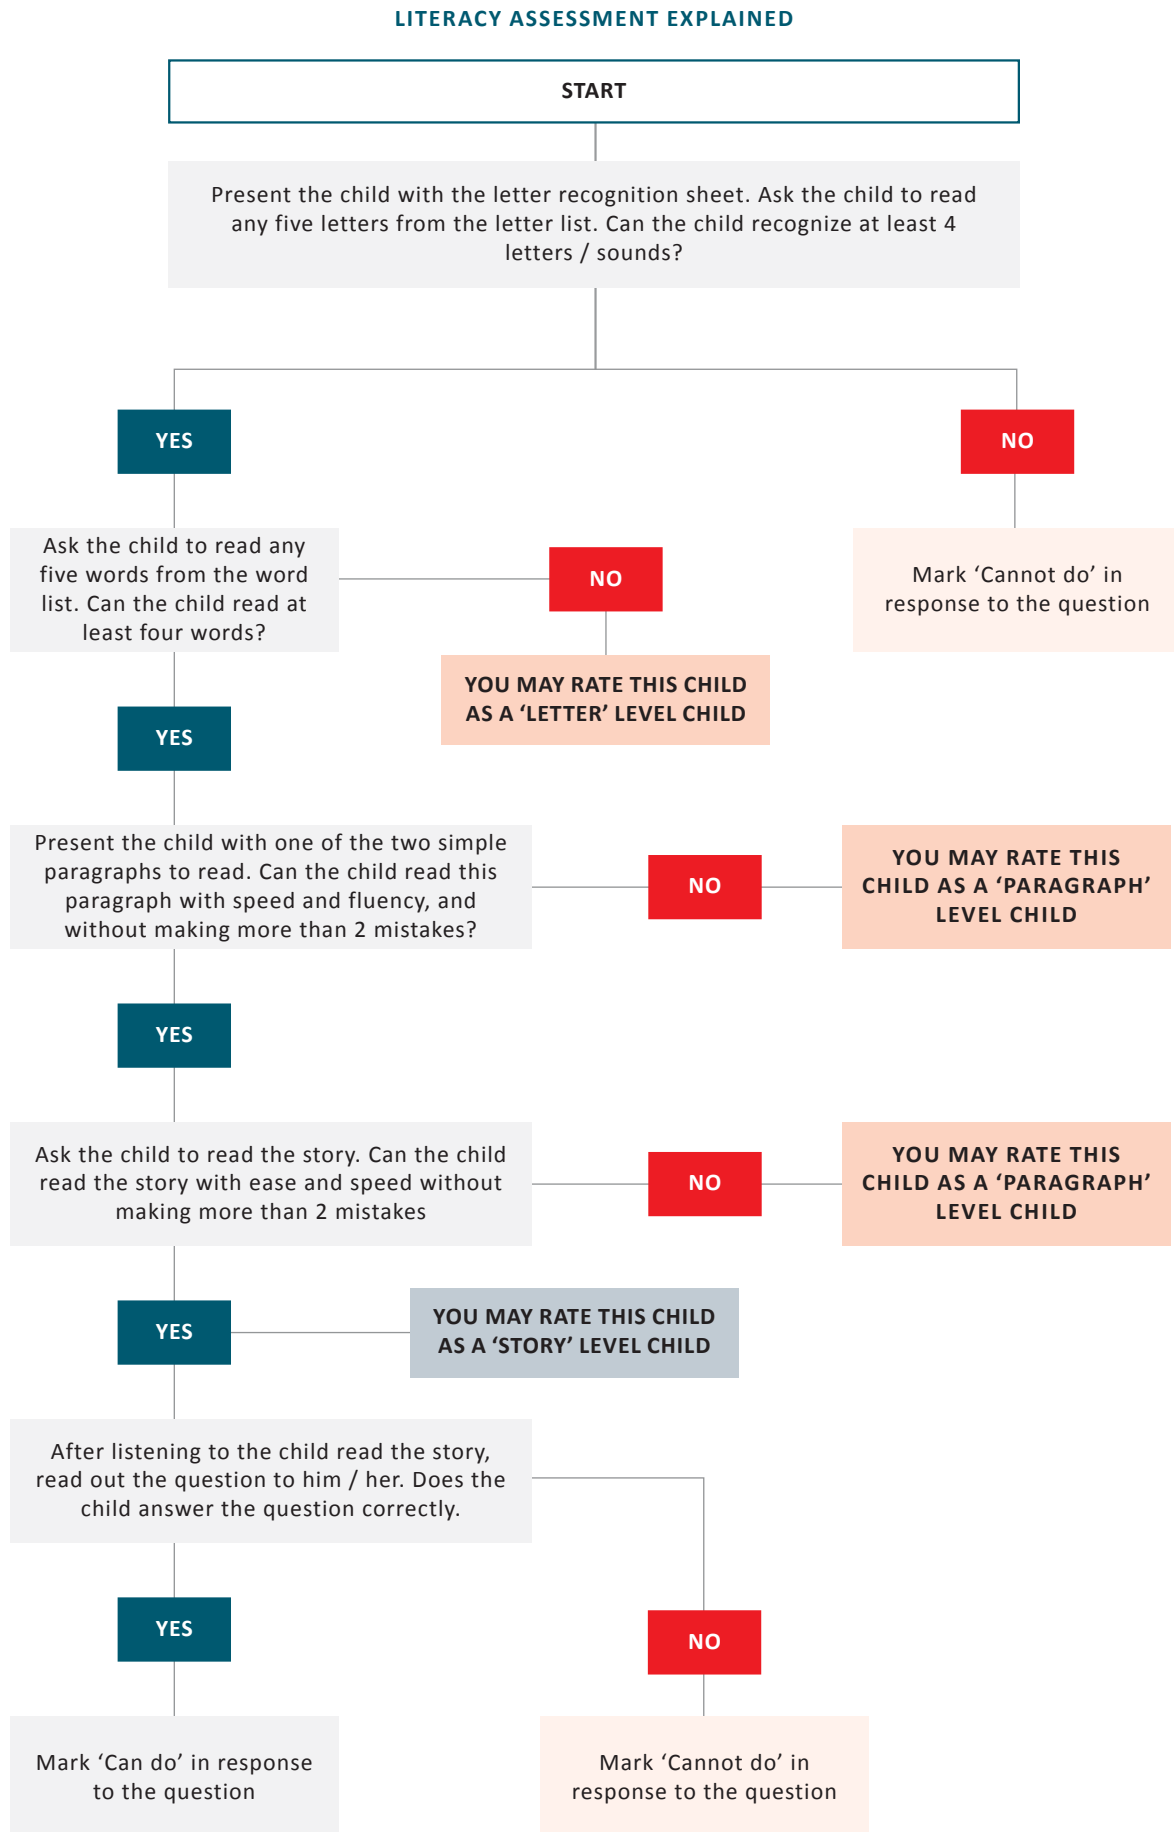 LITERACY ASSESSMENT EXPLAINED
START
Present the child with the letter recognition sheet. Ask the child to read
any five letters from the letter list. Can the child recognize at least 4
letters / sounds?
YES
NO
Ask the child to read any
five words from the word
list. Can the child read at
least four words?
NO
Mark ‘Cannot do’ in
response to the question
YOU MAY RATE THIS CHILD
AS A ‘LETTER’ LEVEL CHILD
YES
Present the child with one of the two simple
paragraphs to read. Can the child read this
paragraph with speed and fluency, and
without making more than 2 mistakes?
NO
YOU MAY RATE THIS
CHILD AS A ‘PARAGRAPH’
LEVEL CHILD
YES
Ask the child to read the story. Can the child
read the story with ease and speed without
making more than 2 mistakes
NO
YOU MAY RATE THIS
CHILD AS A ‘PARAGRAPH’
LEVEL CHILD
YES
YOU MAY RATE THIS CHILD
AS A ‘STORY’ LEVEL CHILD
After listening to the child read the story,
read out the question to him / her. Does the
child answer the question correctly.
YES
NO
Mark ‘Can do’ in response
to the question
Mark ‘Cannot do’ in
response to the question